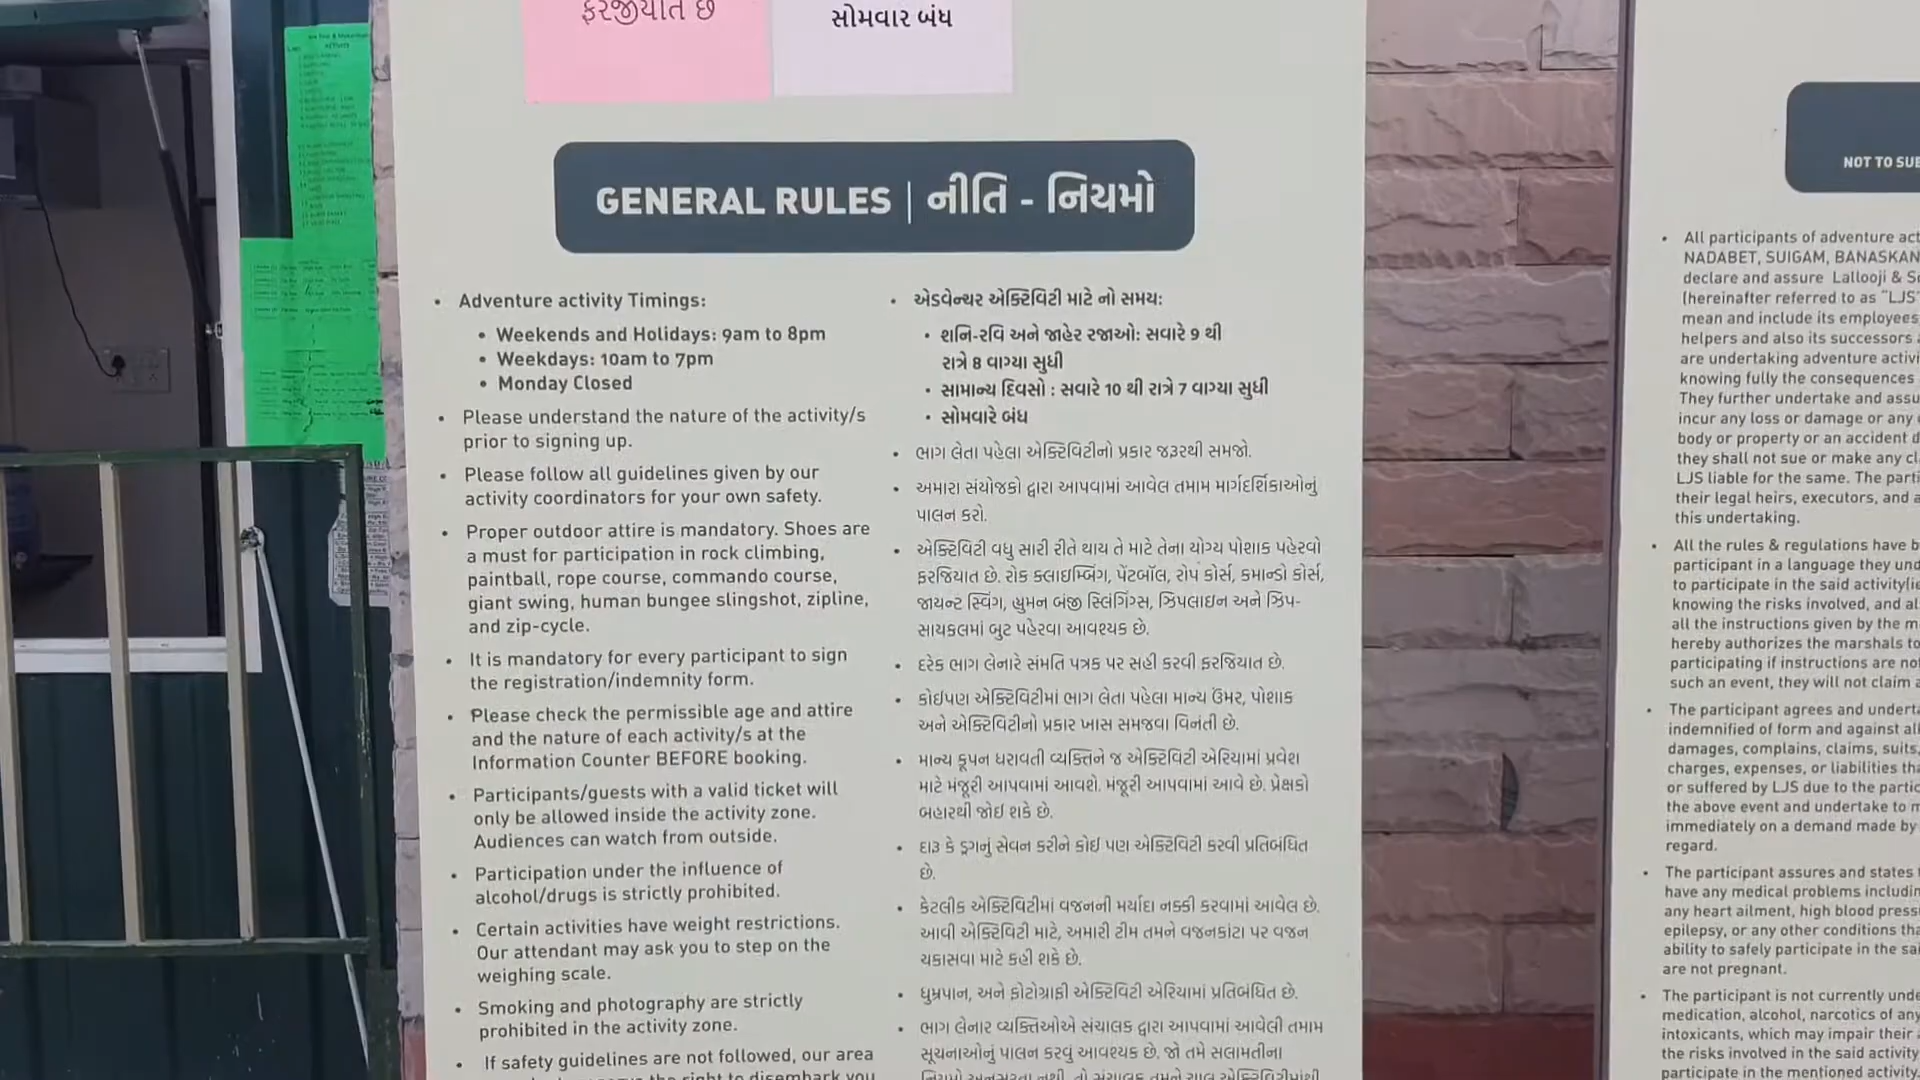 ફરજીયાત છે
સોમવાર બંધ
GENERAL RULES | નીતિ - નિયમો
• Adventure activity Timings:
• Weekends and Holidays: 9am to 8pm
• Weekdays: 10am to 7pm
• Monday Closed
• Please understand the nature of the activity/s
prior to signing up.
• Please follow all guidelines given by our
activity coordinators for your own safety.
• Proper outdoor attire is mandatory. Shoes are
a must for participation in rock climbing,
paintball, rope course, commando course,
giant swing, human bungee slingshot, zipline,
and zip-cycle.
• It is mandatory for every participant to sign
the registration/indemnity form.
• Please check the permissible age and attire
and the nature of each activity/s at the
Information Counter BEFORE booking.
• Participants/guests with a valid ticket will
only be allowed inside the activity zone.
Audiences can watch from outside.
• Participation under the influence of
alcohol/drugs is strictly prohibited.
• Certain activities have weight restrictions.
Our attendant may ask you to step on the
weighing scale.
• Smoking and photography are strictly
prohibited in the activity zone.
• If safety guidelines are not followed, our area
the right to disembark you
• એડવેન્ચર એક્ટિવિટી માટે નો સમય:
• શનિ-રવિ અને જાહેર રજાઓ: સવારે 9 થી
રાત્રે 8 વાગ્યા સુધી
• સામાન્ય દિવસો : સવારે 10 થી રાત્રે 7 વાગ્યા સુધી
• સોમવારે બંધ
• ભાગ લેતા પહેલા એક્ટિવિટીનો પ્રકાર જરૂરથી સમજો.
• અમારા સંયોજકો દ્વારા આપવામાં આવેલ તમામ માર્ગદર્શિકાઓનું
પાલન કરો.
• એક્ટિવિટી વધુ સારી રીતે થાય તે માટે તેના યોગ્ય પોશાક પહેરવો
ફરજિયાત છે. રોક ક્લાઇમ્બિંગ, પેંટબૉલ, રોપ કોર્સ, કમાન્ડો કોર્સ,
જાયન્ટ સ્વિંગ, હ્યુમન બંજી સ્લિંગિંગ્સ, ઝિપલાઇન અને ઝિપ-
સાયકલમાં બુટ પહેરવા આવશ્યક છે.
• દરેક ભાગ લેનારે સંમતિ પત્રક પર સહી કરવી ફરજિયાત છે.
• કોઈપણ એક્ટિવિટીમાં ભાગ લેતા પહેલા માન્ય ઉંમર, પોશાક
અને એક્ટિવિટીનો પ્રકાર ખાસ સમજવા વિનંતી છે.
• માન્ય કૂપન ધરાવતી વ્યક્તિને જ એક્ટિવિટી એરિયામાં પ્રવેશ
માટે મંજૂરી આપવામાં આવશે. મંજૂરી આપવામાં આવે છે. પ્રેક્ષકો
બહારથી જોઈ શકે છે.
• દારૂ કે ડ્રગનું સેવન કરીને કોઈ પણ એક્ટિવિટી કરવી પ્રતિબંધિત
છે.
• કેટલીક એક્ટિવિટીમાં વજનની મર્યાદા નક્કી કરવામાં આવેલ છે.
આવી એક્ટિવિટી માટે, અમારી ટીમ તમને વજનકાંટા પર વજન
ચકાસવા માટે કહી શકે છે.
• ધુમ્રપાન, અને ફોટોગ્રાફી એક્ટિવિટી એરિયામાં પ્રતિબંધિત છે.
• ભાગ લેનાર વ્યક્તિઓએ સંચાલક દ્વારા આપવામાં આવેલી તમામ
સૂચનાઓનું પાલન કરવું આવશ્યક છે. જો તમે સલામતીના
NOT TO SUE
• All participants of adventure
NADABET, SUIGAM,
declare and assure Lallooji &
(hereinafter referred to as "LJS"
mean and include its employees
helpers and also its successors
are undertaking adventure
knowing fully the consequences
They further undertake and
incur any loss or damage or any
body or property or an accident
they shall not sue or make any
LJS liable for the same. The
their legal heirs, executors, and
this undertaking.
• All the rules & regulations have
participant in a language they
to participate in the said
knowing the risks involved, and
all the instructions given by the
hereby authorizes the marshals to
participating if instructions are not
such an event, they will not claim
• The participant agrees and
indemnified of form and against all
damages, complains, claims, suits,
charges, expenses, or liabilities
or suffered by LJS due to the
the above event and undertake to
immediately on a demand made by
regard.
• The participant assures and states
have any medical problems including
any heart ailment, high blood
epilepsy, or any other conditions
ability to safely participate in the
are not pregnant.
• The participant is not currently
medication, alcohol, narcotics of any
intoxicants, which may impair their
the risks involved in the said activity
participate in the mentioned activity.